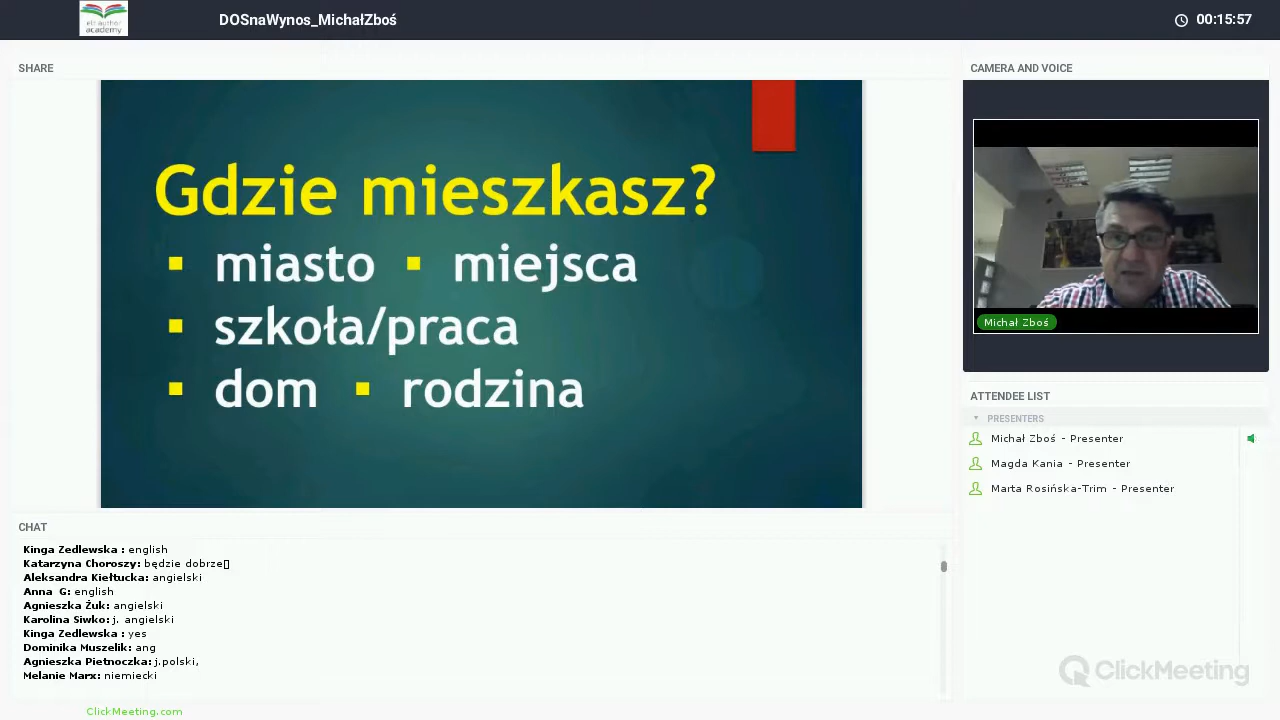 etr author
academy
DOSnaWynos_MichałZboś
00:15:57
SHARE
Gdzie mieszkasz?
▪ miasto ▪ miejsca
▪ szkoła/praca
▪ dom ▪ rodzina
CAMERA AND VOICE
Michał Zboś
ATTENDEE LIST
PRESENTERS
Michał Zboś - Presenter
Magda Kania - Presenter
Marta Rosińska-Trim - Presenter
CHAT
Kinga Zedlewska : english
Katarzyna Choroszy: będzie dobrze
Aleksandra Kiełtucka: angielski
Anna G: english
Agnieszka Żuk: angielski
Karolina Siwko: j. angielski
Kinga Zedlewska : yes
Dominika Muszelik: ang
Agnieszka Pietnoczka: j.polski,
Melanie Marx: niemiecki
ClickMeeting
ClickMeeting.com